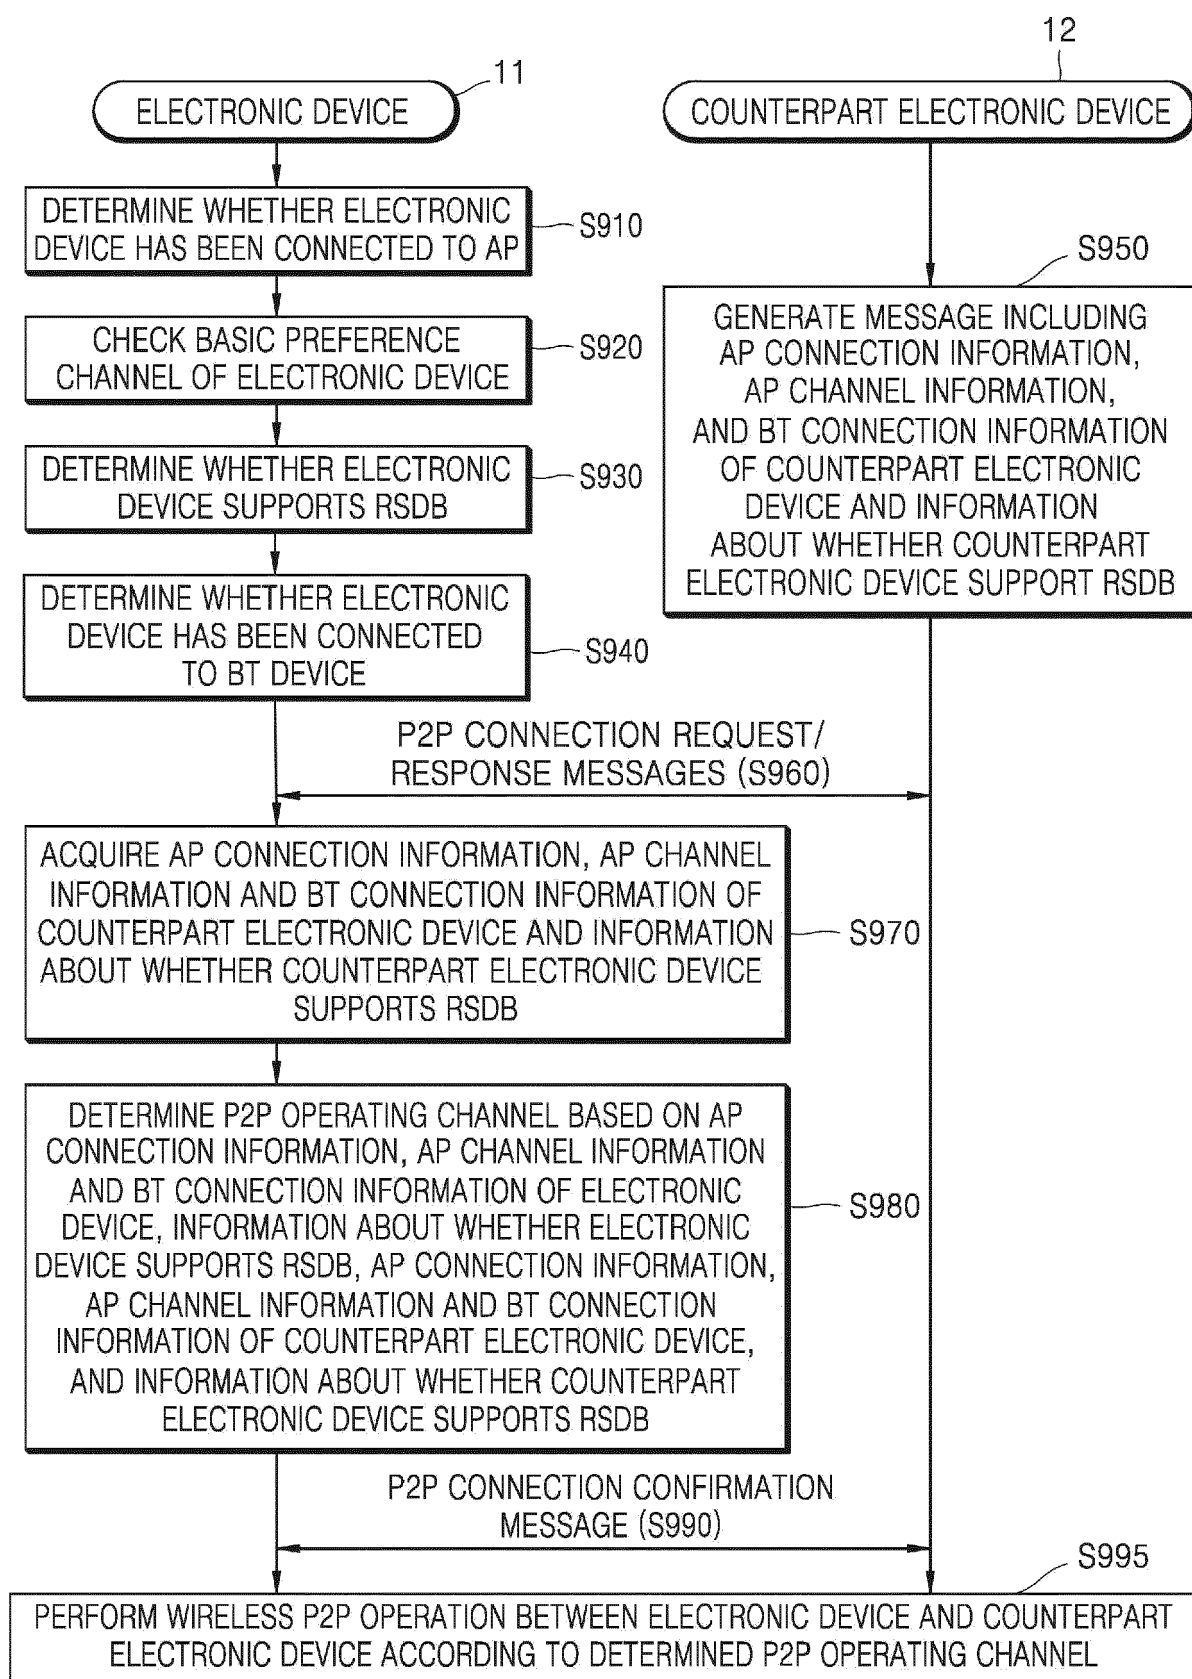 12
11
ELECTRONIC DEVICE
COUNTERPART ELECTRONIC DEVICE
DETERMINE WHETHER ELECTRONIC
DEVICE HAS BEEN CONNECTED TO AP
S910
CHECK BASIC PREFERENCE
CHANNEL OF ELECTRONIC DEVICE
S920
DETERMINE WHETHER ELECTRONIC
DEVICE SUPPORTS RSDB
S930
DETERMINE WHETHER ELECTRONIC
DEVICE HAS BEEN CONNECTED
TO BT DEVICE
S940
S950
GENERATE MESSAGE INCLUDING
AP CONNECTION INFORMATION,
AP CHANNEL INFORMATION,
AND BT CONNECTION INFORMATION
OF COUNTERPART ELECTRONIC
DEVICE AND INFORMATION
ABOUT WHETHER COUNTERPART
ELECTRONIC DEVICE SUPPORT RSDB
P2P CONNECTION REQUEST/
RESPONSE MESSAGES (S960)
ACQUIRE AP CONNECTION INFORMATION, AP CHANNEL
INFORMATION AND BT CONNECTION INFORMATION OF
COUNTERPART ELECTRONIC DEVICE AND INFORMATION
ABOUT WHETHER COUNTERPART ELECTRONIC DEVICE
SUPPORTS RSDB
S970
DETERMINE P2P OPERATING CHANNEL BASED ON AP
CONNECTION INFORMATION, AP CHANNEL INFORMATION
AND BT CONNECTION INFORMATION OF ELECTRONIC
DEVICE, INFORMATION ABOUT WHETHER ELECTRONIC
DEVICE SUPPORTS RSDB, AP CONNECTION INFORMATION,
AP CHANNEL INFORMATION AND BT CONNECTION
INFORMATION OF COUNTERPART ELECTRONIC DEVICE,
AND INFORMATION ABOUT WHETHER COUNTERPART
ELECTRONIC DEVICE SUPPORTS RSDB
S980
P2P CONNECTION CONFIRMATION
MESSAGE (S990)
S995
PERFORM WIRELESS P2P OPERATION BETWEEN ELECTRONIC DEVICE AND COUNTERPART
ELECTRONIC DEVICE ACCORDING TO DETERMINED P2P OPERATING CHANNEL